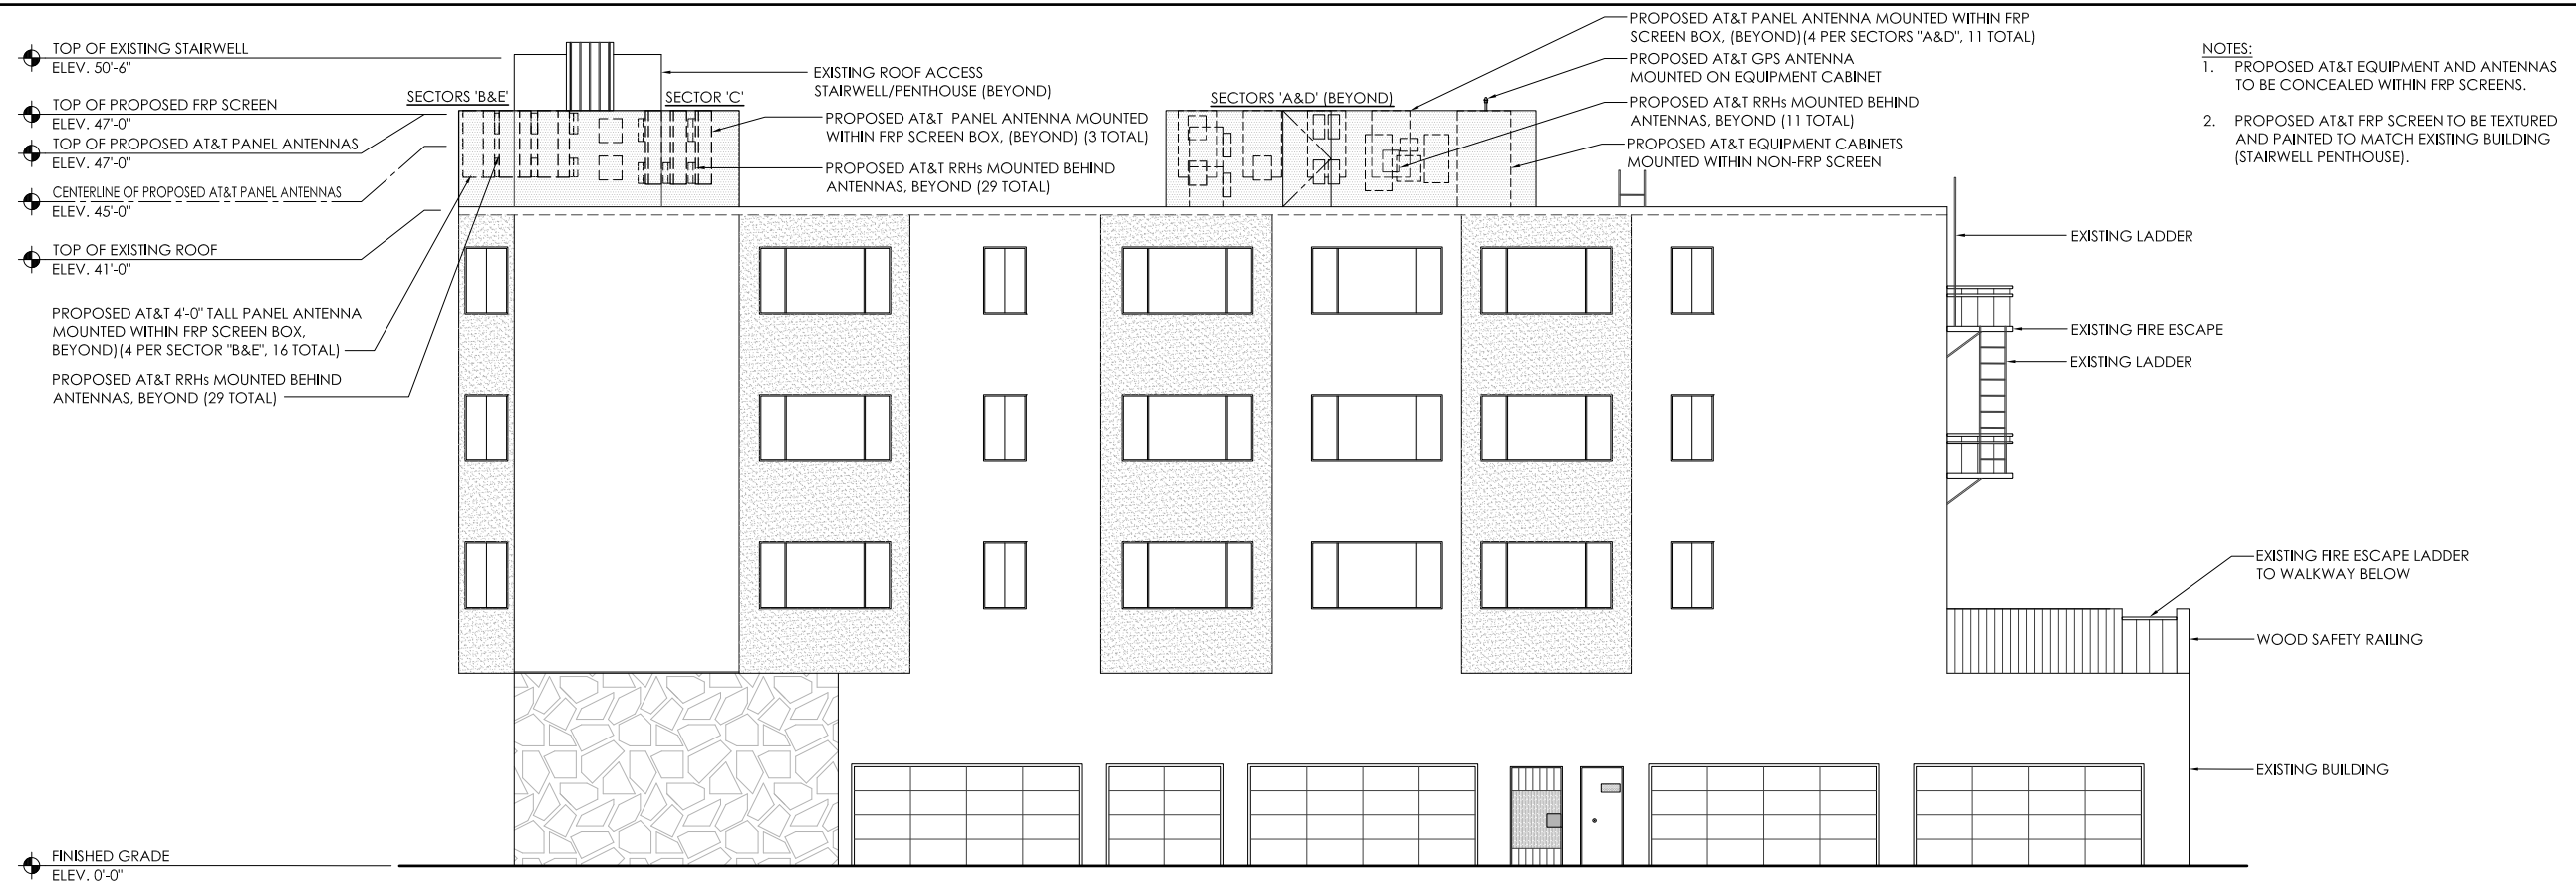 TOP OF EXISTING STAIRWELL
ELEV. 50'-6"
TOP OF PROPOSED FRP SCREEN
ELEV. 47'-0"
TOP OF PROPOSED AT&T PANEL ANTENNAS
ELEV. 47'-0"
CENTERLINE OF PROPOSED AT&T PANEL ANTENNAS
ELEV. 45'-0"
TOP OF EXISTING ROOF
ELEV. 41'-0"
PROPOSED AT&T 4'-0" TALL PANEL ANTENNA
MOUNTED WITHIN FRP SCREEN BOX,
BEYOND)(4 PER SECTOR "B&E", 16 TOTAL)
PROPOSED AT&T RRHs MOUNTED BEHIND
ANTENNAS, BEYOND (29 TOTAL)
FINISHED GRADE
ELEV. 0'-0"
SECTORS 'B&E'
SECTOR 'C'
EXISTING ROOF ACCESS
STAIRWELL/PENTHOUSE (BEYOND)
PROPOSED AT&T PANEL ANTENNA MOUNTED
WITHIN FRP SCREEN BOX, (BEYOND) (3 TOTAL)
PROPOSED AT&T RRHs MOUNTED BEHIND
ANTENNAS, BEYOND (29 TOTAL)
SECTORS 'A&D' (BEYOND)
PROPOSED AT&T PANEL ANTENNA MOUNTED WITHIN FRP
SCREEN BOX, (BEYOND)(4 PER SECTORS "A&D", 11 TOTAL)
PROPOSED AT&T GPS ANTENNA
MOUNTED ON EQUIPMENT CABINET
PROPOSED AT&T RRHs MOUNTED BEHIND
ANTENNAS, BEYOND (11 TOTAL)
PROPOSED AT&T EQUIPMENT CABINETS
MOUNTED WITHIN NON-FRP SCREEN
NOTES:
1. PROPOSED AT&T EQUIPMENT AND ANTENNAS
TO BE CONCEALED WITHIN FRP SCREENS.
2. PROPOSED AT&T FRP SCREEN TO BE TEXTURED
AND PAINTED TO MATCH EXISTING BUILDING
(STAIRWELL PENTHOUSE).
EXISTING LADDER
EXISTING FIRE ESCAPE
EXISTING LADDER
EXISTING FIRE ESCAPE LADDER
TO WALKWAY BELOW
WOOD SAFETY RAILING
EXISTING BUILDING